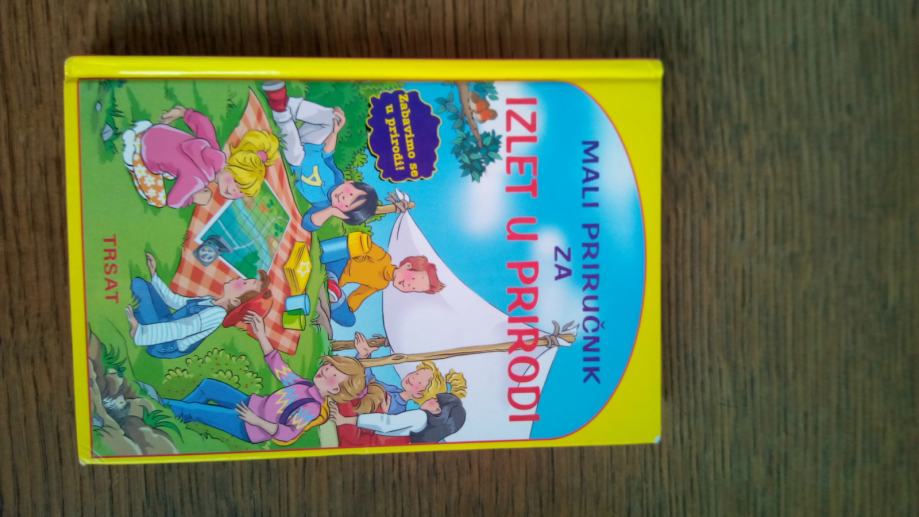 MALI PRIRUČNIK
ZA
IZLET U PRIRODI
Zabavimo se
u prirodi!
TRSAT